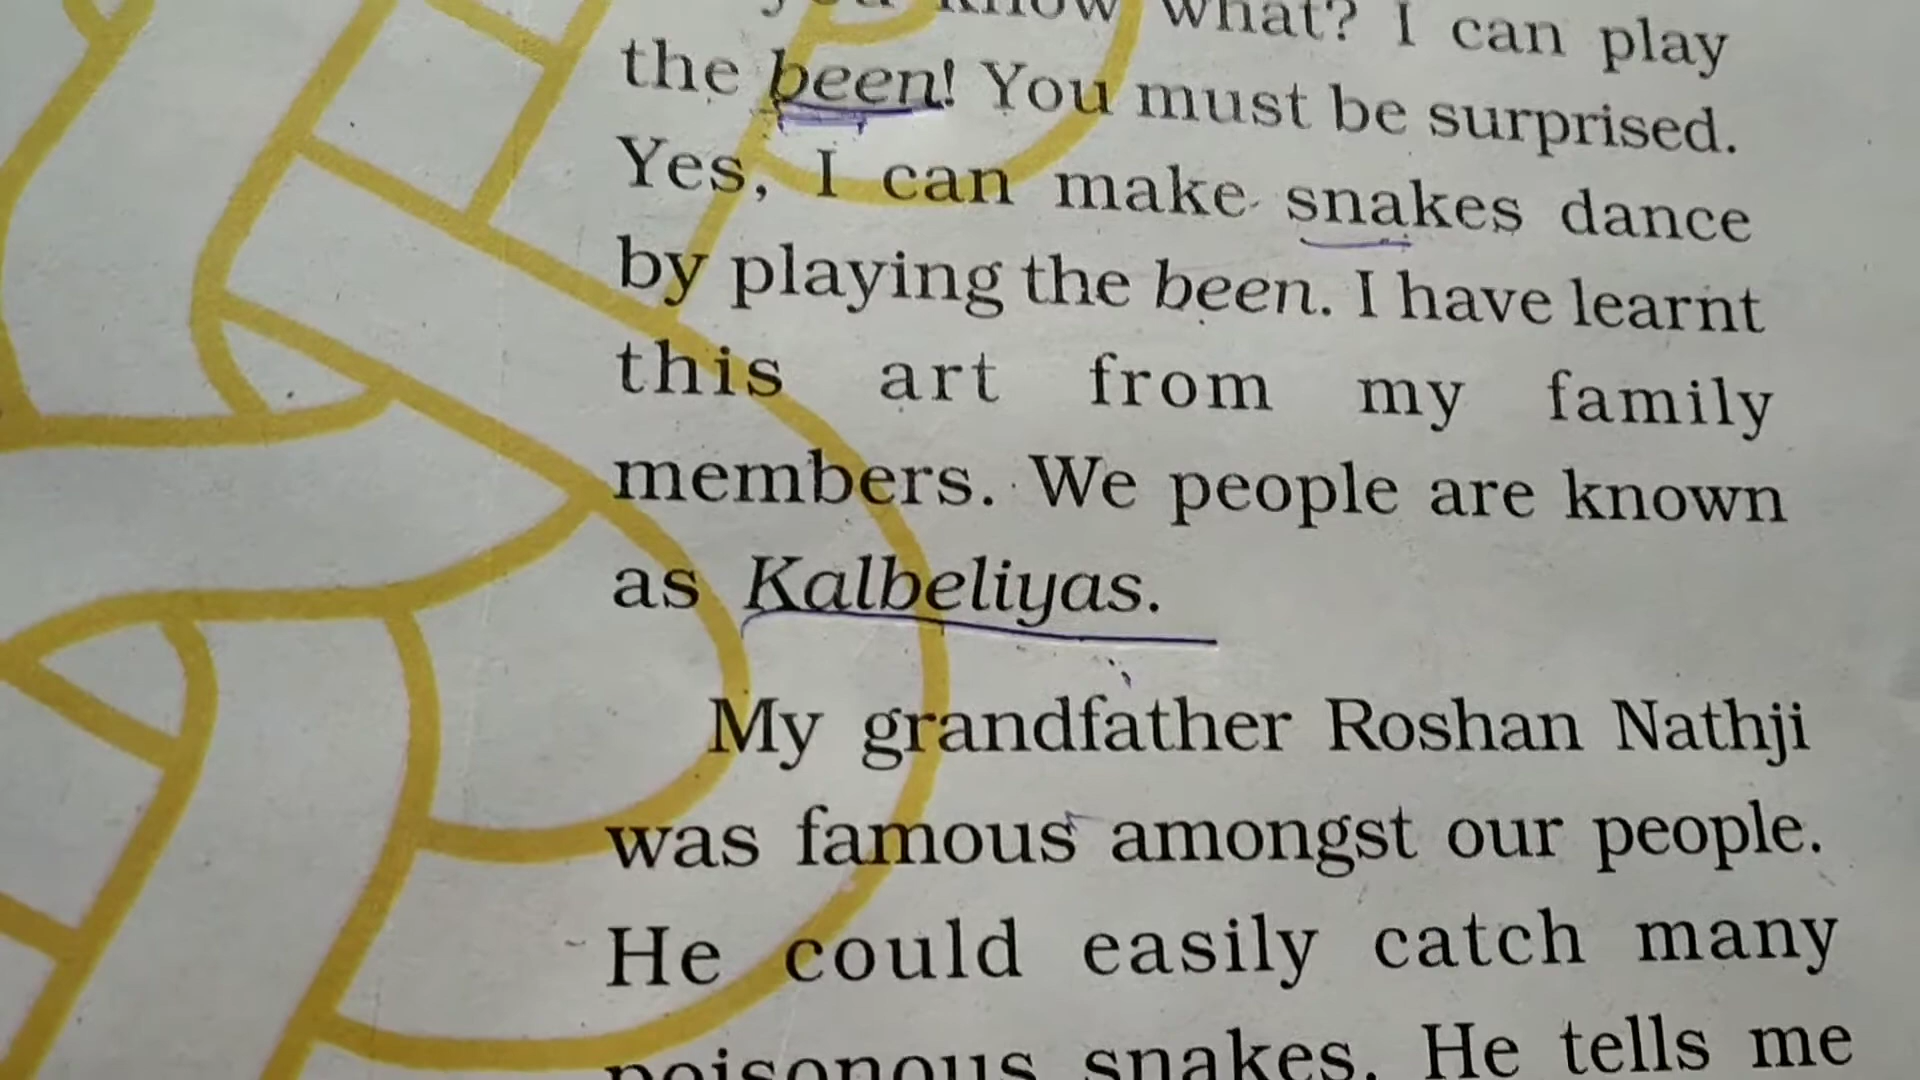 you know what? I can play
the been! You must be surprised.
Yes, I can make snakes dance
by playing the been. I have learnt
this art from my family
members. We people are known
as Kalbeliyas.
My grandfather Roshan Nathji
was famous amongst our people.
He could easily catch many
poisonous snakes. He tells me